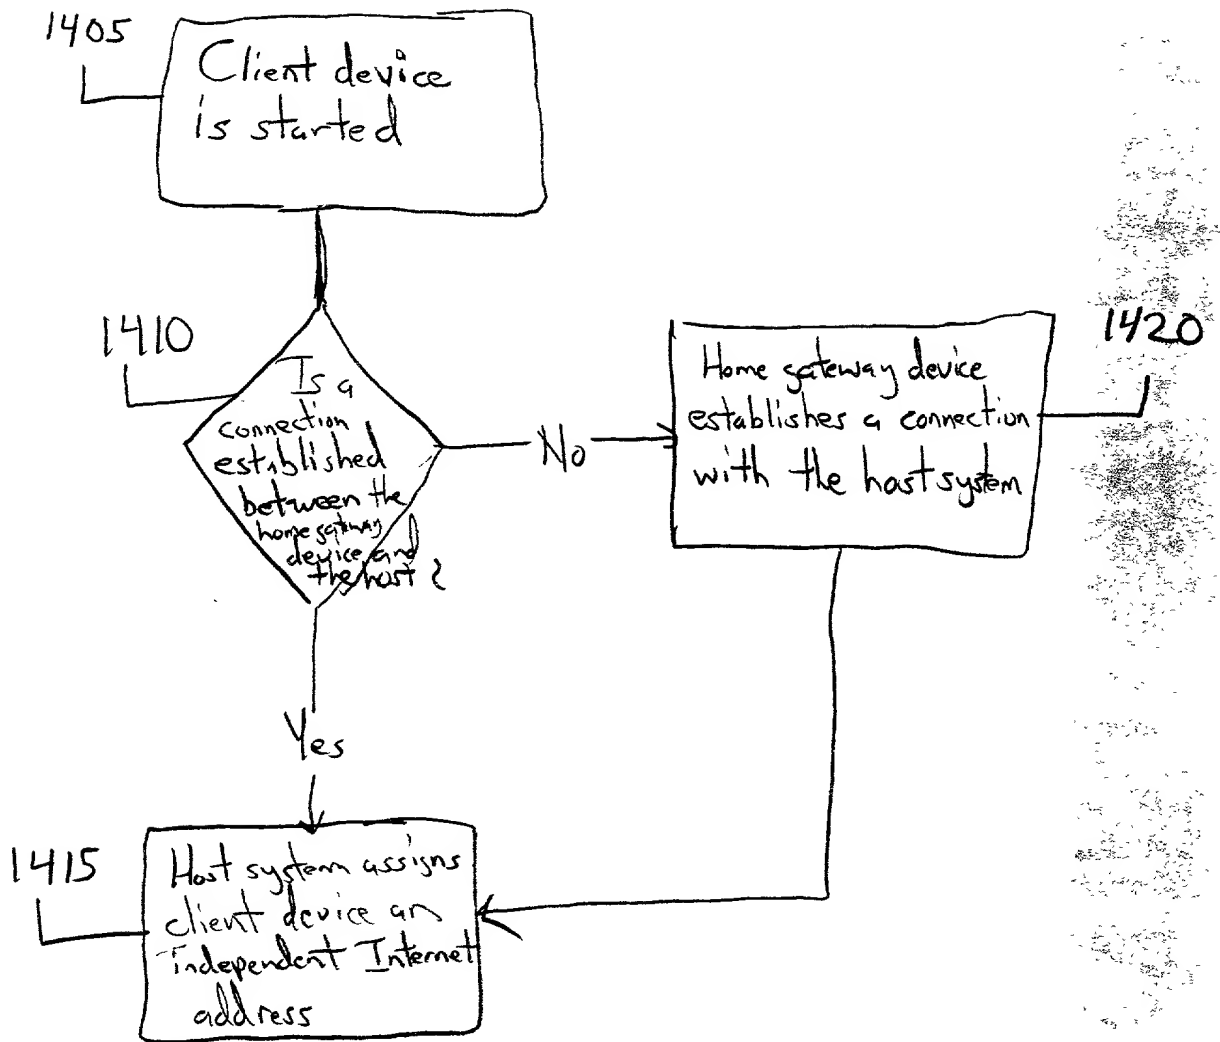 1405
Client device
is started
1410
Is a
connection
established
between the
home gateway
device and
the host ?
No
1420
Home gateway device
establishes a connection
with the host system
Yes
1415
Host system assigns
client device an
independent Internet
address